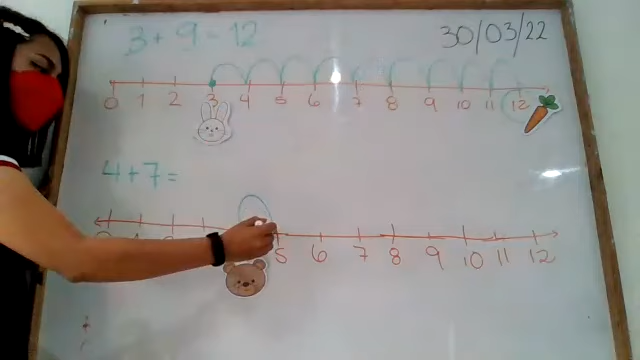 30/03/22
3 + 9 = 12
0 1 2 3 4 5 6 7 8 9 10 11 12
4 + 7 =
5 6 7 8 9 10 11 12